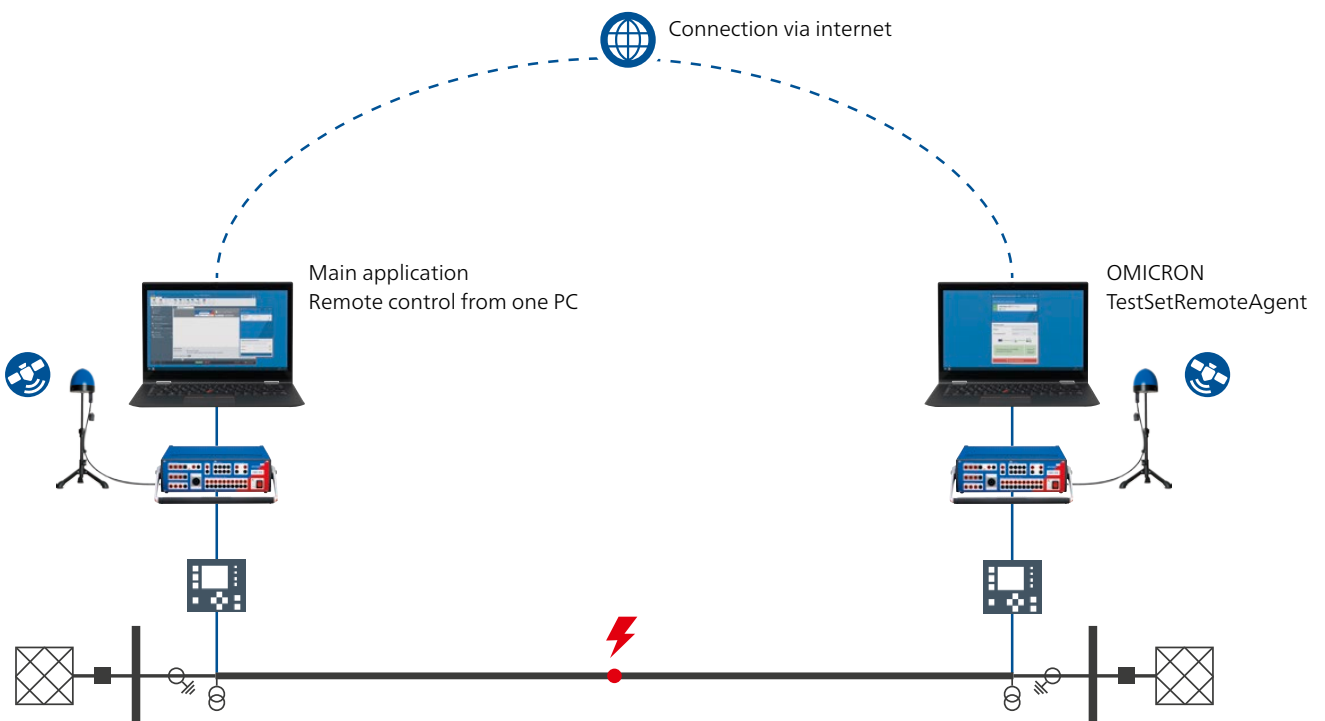 Connection via internet
Main application
Remote control from one PC
OMICRON
TestSetRemoteAgent